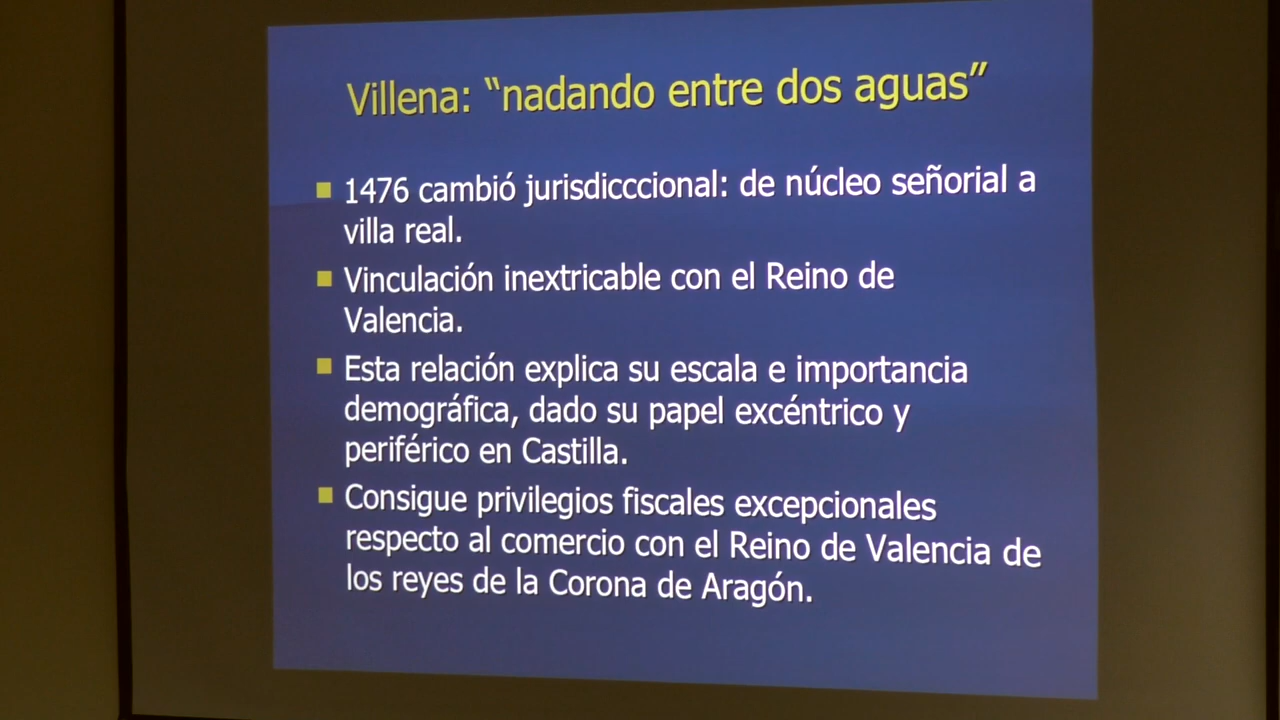 Villena: “nadando entre dos aguas”
1476 cambió jurisdicccional: de núcleo señorial a
villa real.
Vinculación inextricable con el Reino de
Valencia.
Esta relación explica su escala e importancia
demográfica, dado su papel excéntrico y
periférico en Castilla.
Consigue privilegios fiscales excepcionales
respecto al comercio con el Reino de Valencia de
los reyes de la Corona de Aragón.